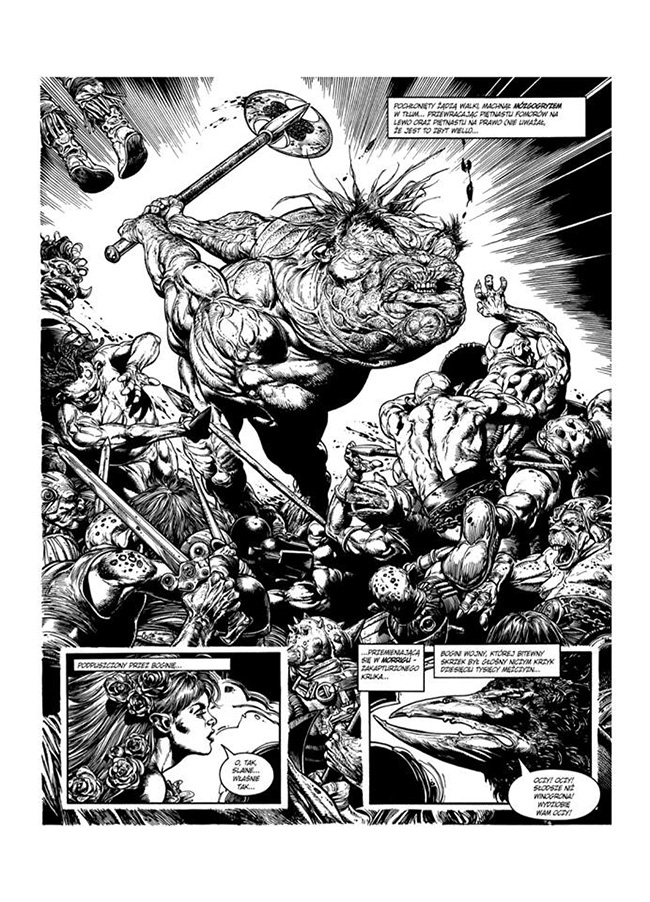 POCHŁONIĘTY ŻĄDZĄ WALKI, MACHNĄŁ MÓZGOGRYZEM
W TŁUM... PRZEWRACAJĄC PIĘTNASTU FOMORÓW NA
LEWO ORAZ PIĘTNASTU NA PRAWO (NIE UWAŻAŁ,
ŻE JEST TO ZBYT WIELU)...
PODPUSZCZONY PRZEZ BOGINIĘ...
O, TAK,
SLAINE...
WŁAŚNIE
TAK...
...PRZEMIENIAJĄCĄ
SIĘ W MORRIGU -
ZAKAPTURZONEGO
KRUKA...
BOGINI WOJNY, KTÓREJ BITEWNY
SKRZEK BYŁ GŁOŚNY NICZYM KRZYK
DZIESIĘCIU TYSIĘCY MĘŻCZYZN...
OCZY! OCZY!
SŁODSZE NIŻ
WINOGRONA!
WYDZIOBIĘ
WAM OCZY!